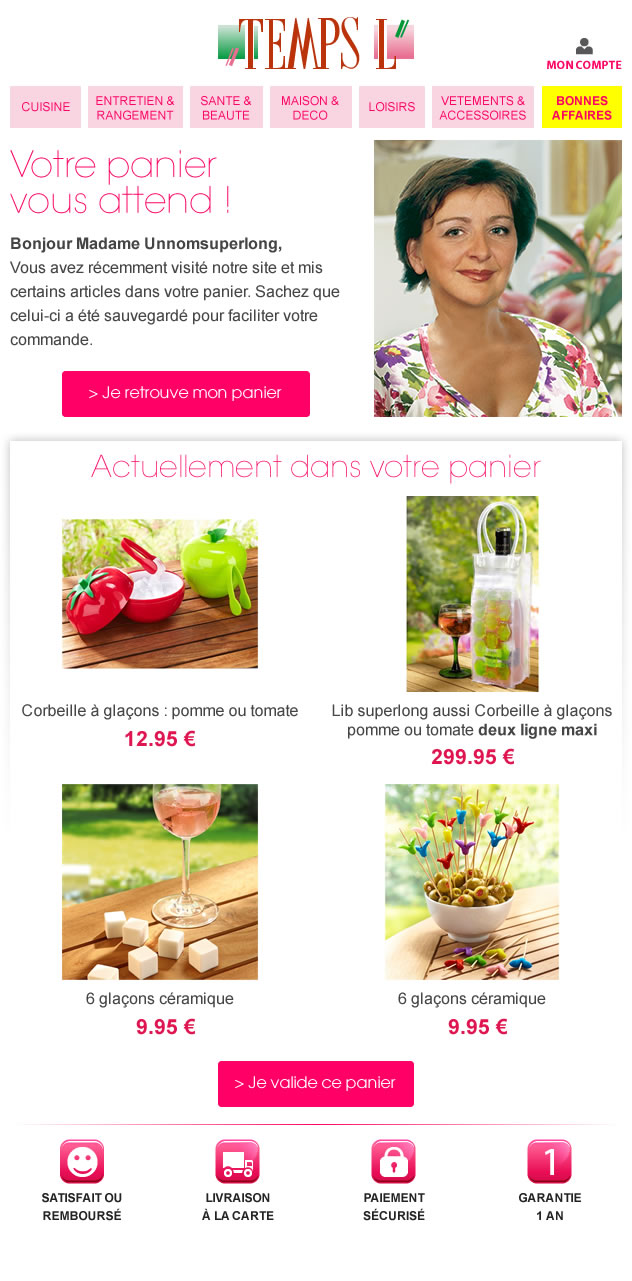 TEMPS L
MON COMPTE
CUISINE
ENTRETIEN &
RANGEMENT
SANTE &
BEAUTE
MAISON &
DECO
LOISIRS
VETEMENTS &
ACCESSOIRES
BONNES
AFFAIRES
Votre panier
vous attend !
Bonjour Madame Unnomsuperlong,
Vous avez récemment visité notre site et mis
certains articles dans votre panier. Sachez que
celui-ci a été sauvegardé pour faciliter votre
commande.
> Je retrouve mon panier
Actuellement dans votre panier
Corbeille à glaçons : pomme ou tomate
12.95 €
Lib superlong aussi Corbeille à glaçons
pomme ou tomate deux ligne maxi
299.95 €
6 glaçons céramique
9.95 €
6 glaçons céramique
9.95 €
> Je valide ce panier
SATISFAIT OU
REMBOURSÉ
LIVRAISON
À LA CARTE
PAIEMENT
SÉCURISÉ
1
GARANTIE
1 AN